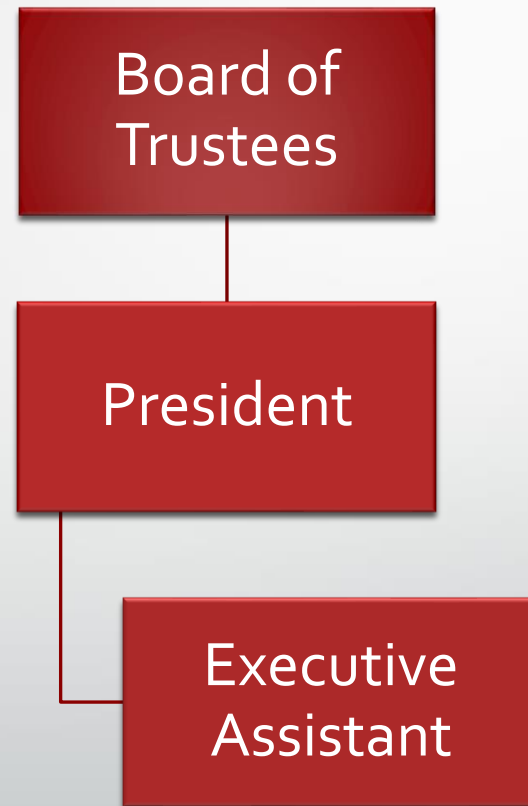 Board of
Trustees
President
Executive
Assistant